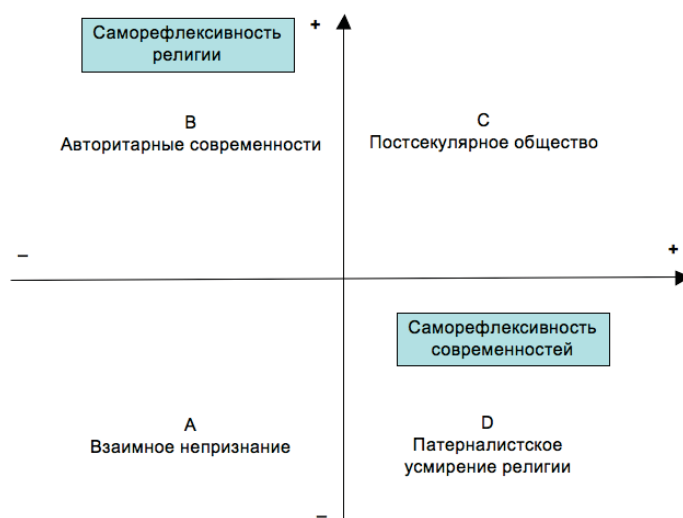 Саморефлексивность
религии
+
B
Авторитарные современности
C
Постсекулярное общество
–
+
Саморефлексивность
современностей
A
Взаимное непризнание
D
Патерналистское
усмирение религии
–